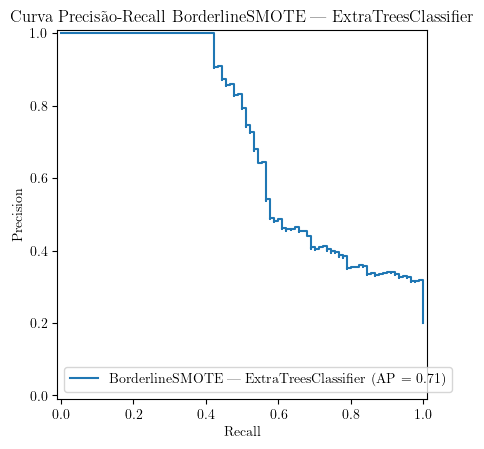 Curva Precisão-Recall BorderlineSMOTE — ExtraTreesClassifier
1.0
0.8
0.6
0.4
0.2
0.0
Precision
BorderlineSMOTE — ExtraTreesClassifier (AP = 0.71)
0.0 0.2 0.4 0.6 0.8 1.0
Recall